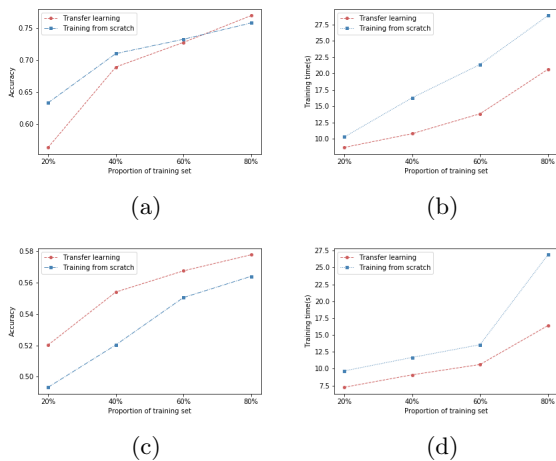 Transfer learning
Training from scratch
0.75
0.70
0.65
0.60
Accuracy
20% 40% 60% 80%
Proportion of training set
(a)
Transfer learning
Training from scratch
27.5
25.0
22.5
20.0
17.5
15.0
12.5
10.0
Training time(s)
20% 40% 60% 80%
Proportion of training set
(b)
Transfer learning
Training from scratch
0.58
0.56
0.54
0.52
0.50
Accuracy
20% 40% 60% 80%
Proportion of training set
(c)
Transfer learning
Training from scratch
27.5
25.0
22.5
20.0
17.5
15.0
12.5
10.0
7.5
Training time(s)
20% 40% 60% 80%
Proportion of training set
(d)